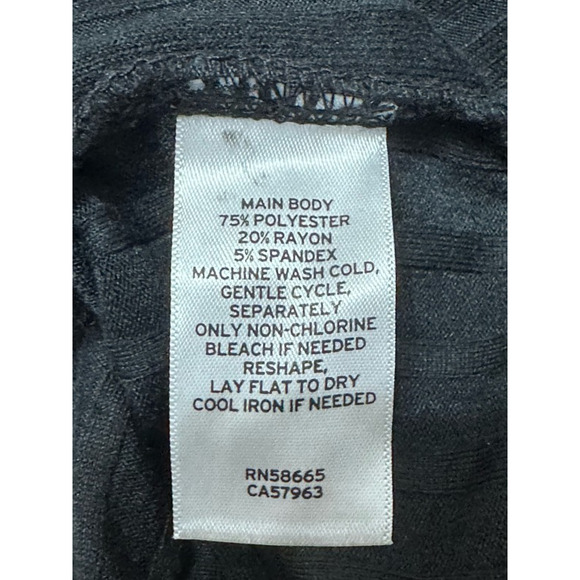 MAIN BODY
75% POLYESTER
20% RAYON
5% SPANDEX
MACHINE WASH COLD,
GENTLE CYCLE,
SEPARATELY
ONLY NON-CHLORINE
BLEACH IF NEEDED
RESHAPE,
LAY FLAT TO DRY
COOL IRON IF NEEDED
RN58665
CA57963